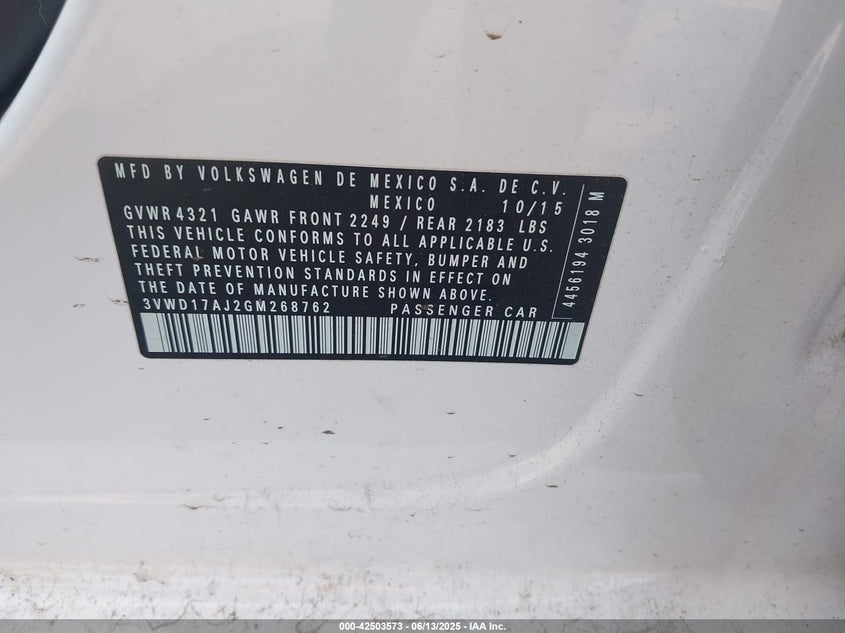 MFD BY VOLKSWAGEN DE MEXICO S.A. DE C.V.
MEXICO 10/15
GVWR 4321 GAWR FRONT 2249 / REAR 2183 LBS
THIS VEHICLE CONFORMS TO ALL APPLICABLE U.S.
FEDERAL MOTOR VEHICLE SAFETY, BUMPER AND
THEFT PREVENTION STANDARDS IN EFFECT ON
THE DATE OF MANUFACTURE SHOWN ABOVE.
3VWD17AJ2GM268762 PASSENGER CAR
4456194 3018 M
000-42503573 - 06/13/2025 - IAA Inc.